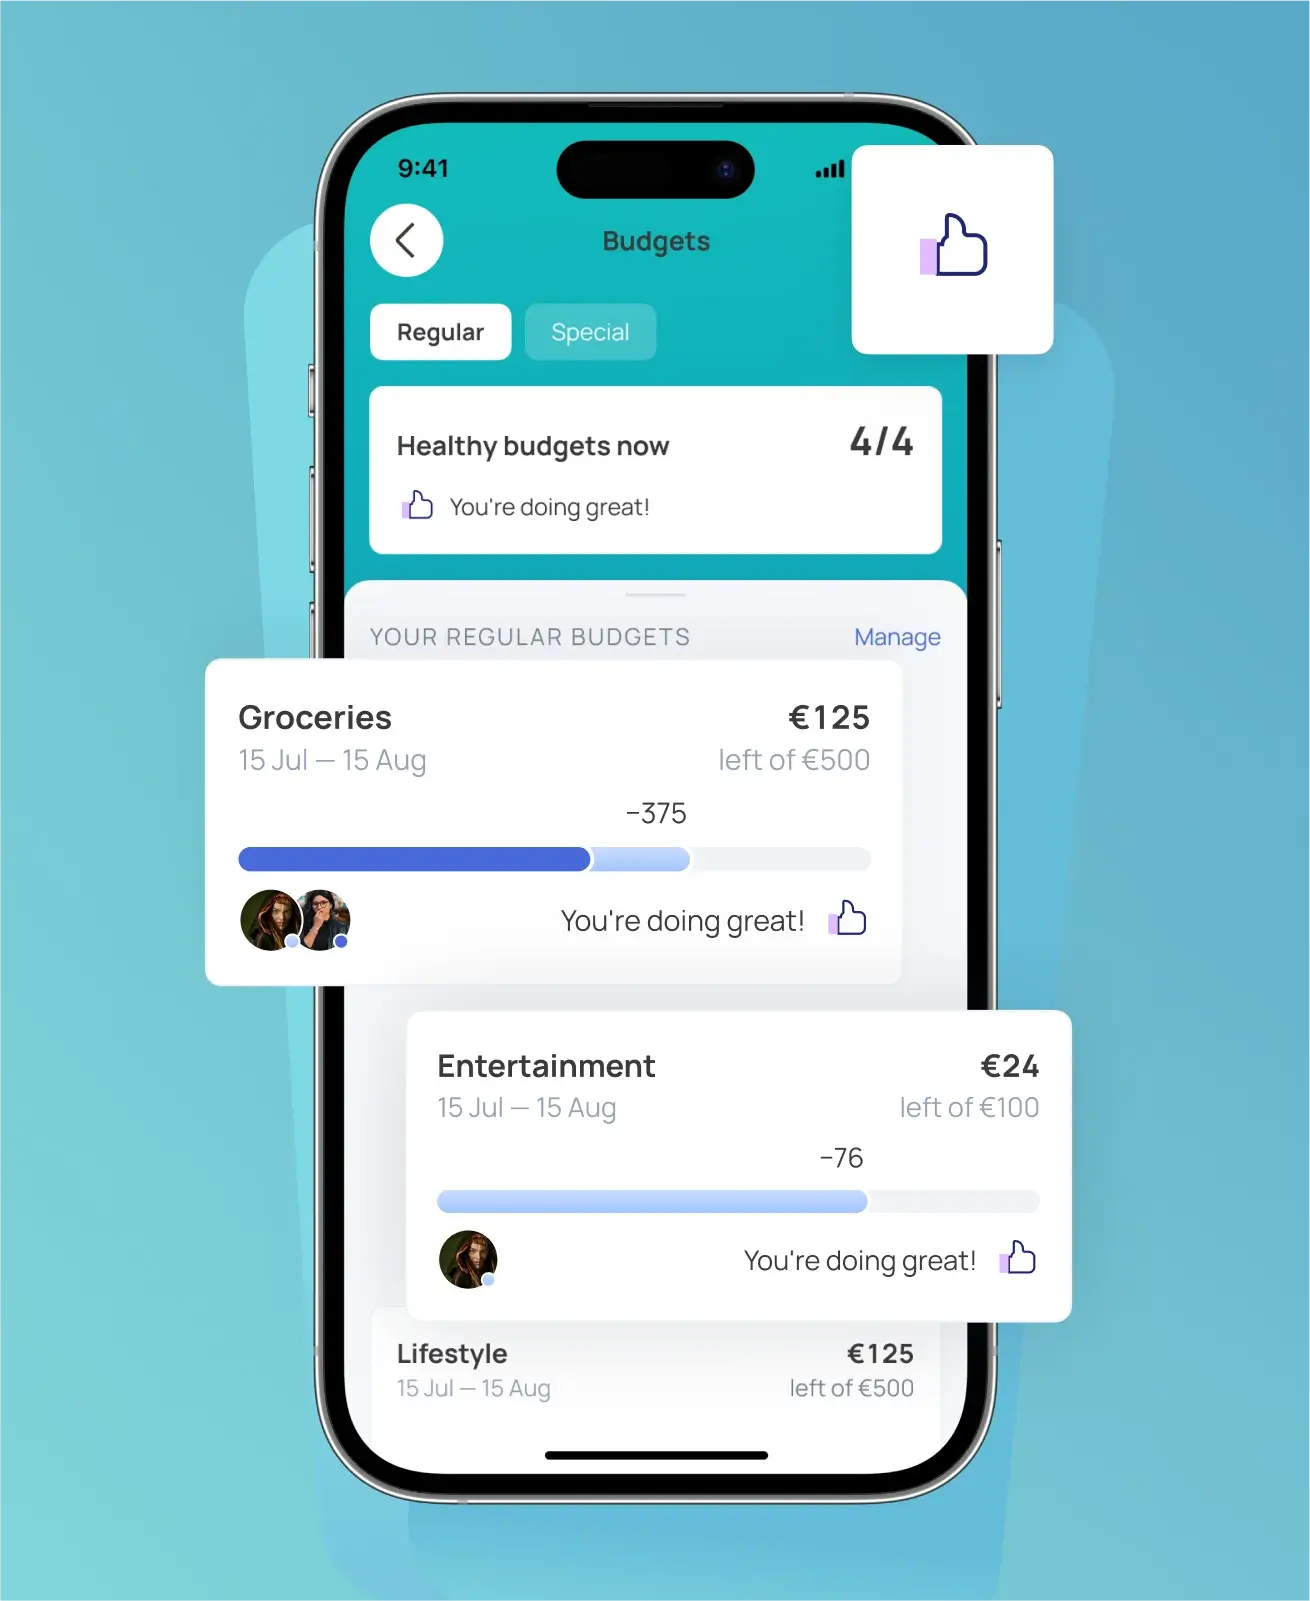 9:41
Budgets
Regular
Special
Healthy budgets now
4/4
You're doing great!
YOUR REGULAR BUDGETS
Manage
Groceries
€125
15 Jul — 15 Aug
left of €500
−375
You're doing great!
Entertainment
€24
15 Jul — 15 Aug
left of €100
−76
You're doing great!
Lifestyle
€125
15 Jul — 15 Aug
left of €500